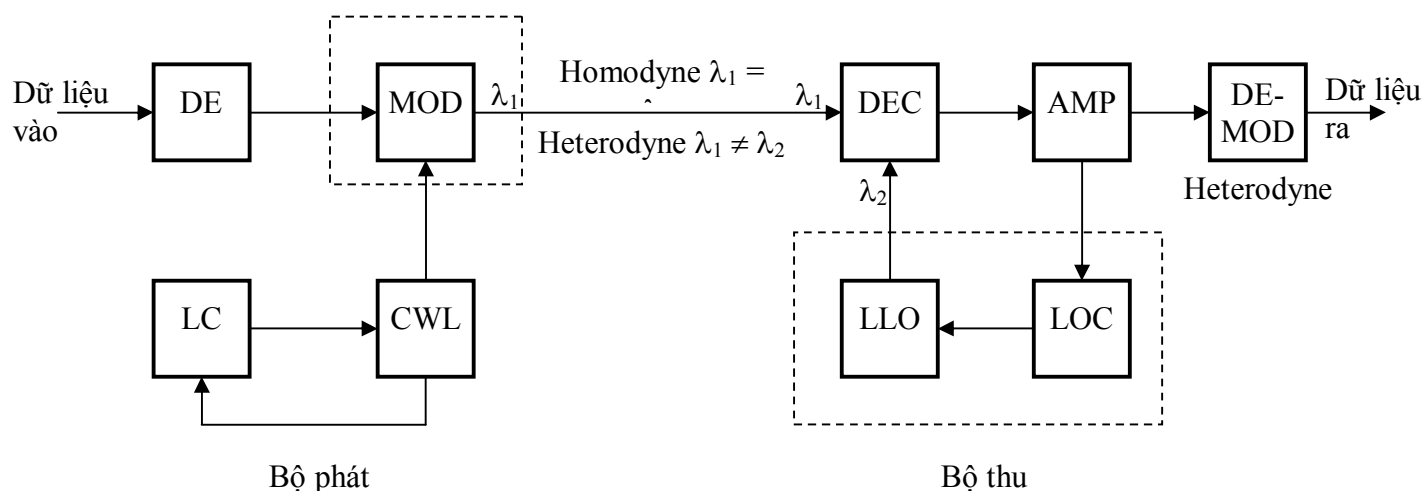 Dữ liệu
vào
DE
MOD
λ₁
Homodyne λ₁ =
Heterodyne λ₁ ≠ λ₂
λ₁
DEC
AMP
DE-
MOD
Dữ liệu
ra
Heterodyne
λ₂
LC
CWL
LLO
LOC
Bộ phát
Bộ thu